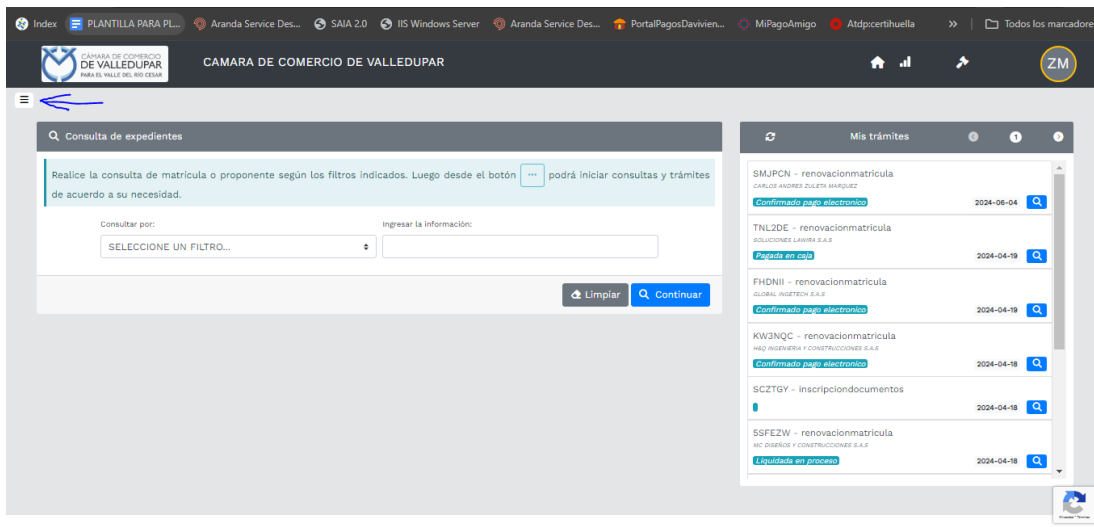 Index PLANTILLA PARA PL... Aranda Service Des... SAIA 2.0 IIS Windows Server Aranda Service Des... PortalPagosDavivien... MiPagoAmigo Atdp:certihuella » Todos los marcadore
CÁMARA DE COMERCIO
DE VALLEDUPAR
PARA EL VALLE DEL RÍO CESAR
CAMARA DE COMERCIO DE VALLEDUPAR
ZM
Consulta de expedientes
Realice la consulta de matrícula o proponente según los filtros indicados. Luego desde el botón ... podrá iniciar consultas y trámites
de acuerdo a su necesidad.
Consultar por:
Ingresar la información:
SELECCIONE UN FILTRO...
Limpiar
Continuar
Mis trámites
1
SMJPCN - renovacionmatricula
CARLOS ANDRES ZULETA MARQUEZ
Confirmado pago electronico 2024-06-04
TNL2DE - renovacionmatricula
SOLUCIONES LAWIRA S.A.S
Pagada en caja 2024-04-19
FHDNII - renovacionmatricula
GLOBAL INGETECH S.A.S
Confirmado pago electronico 2024-04-19
KW3NQC - renovacionmatricula
H&Q INGENIERIA Y CONSTRUCCIONES S.A.S
Confirmado pago electronico 2024-04-18
SCZTGY - inscripciondocumentos
2024-04-18
5SFEZW - renovacionmatricula
MC DISEÑOS Y CONSTRUCCIONES S.A.S
Liquidada en proceso 2024-04-18